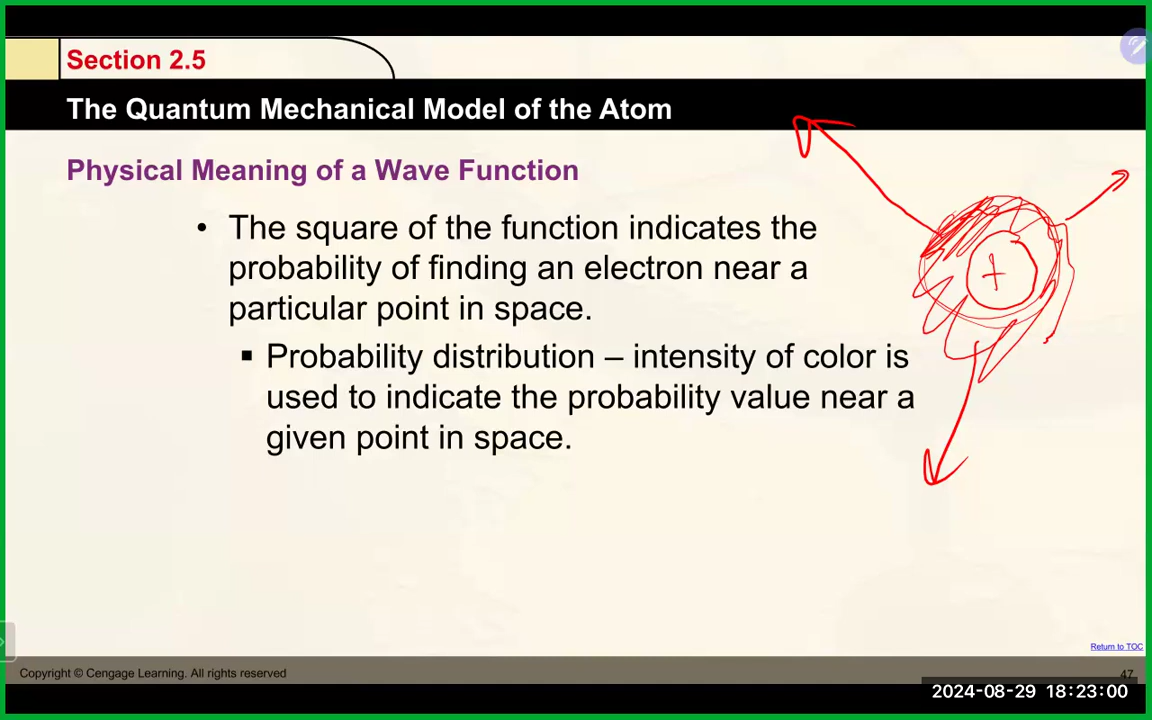 Section 2.5
The Quantum Mechanical Model of the Atom
Physical Meaning of a Wave Function
• The square of the function indicates the
probability of finding an electron near a
particular point in space.
▪ Probability distribution – intensity of color is
used to indicate the probability value near a
given point in space.
+
Return to TOC
Copyright © Cengage Learning. All rights reserved
47
2024-08-29 18:23:00